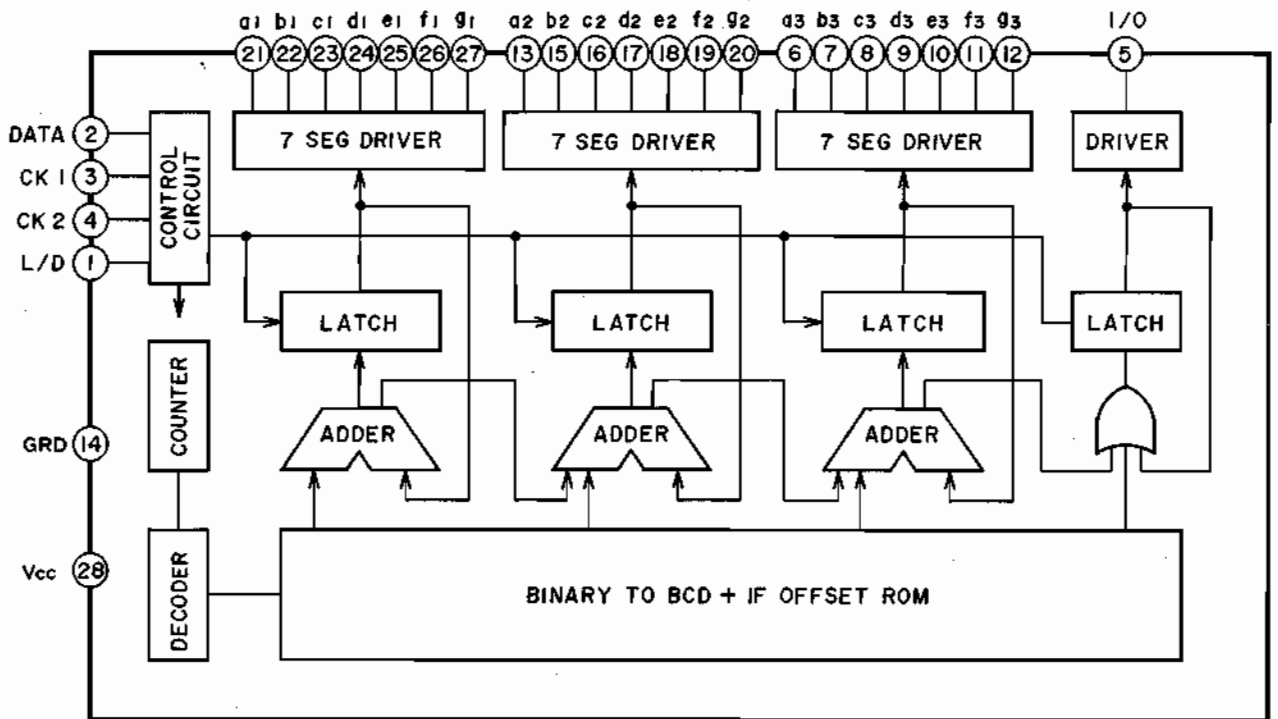 a1 b1 c1 d1 e1 f1 g1 a2 b2 c2 d2 e2 f2 g2 a3 b3 c3 d3 e3 f3 g3 I/O
21 22 23 24 25 26 27 13 15 16 17 18 19 20 6 7 8 9 10 11 12 5
7 SEG DRIVER
7 SEG DRIVER
7 SEG DRIVER
DRIVER
DATA 2
CK 1 3
CK 2 4
L/D 1
CONTROL
CIRCUIT
LATCH
LATCH
LATCH
LATCH
COUNTER
ADDER
ADDER
ADDER
GRD 14
Vcc 28
DECODER
BINARY TO BCD + IF OFFSET ROM